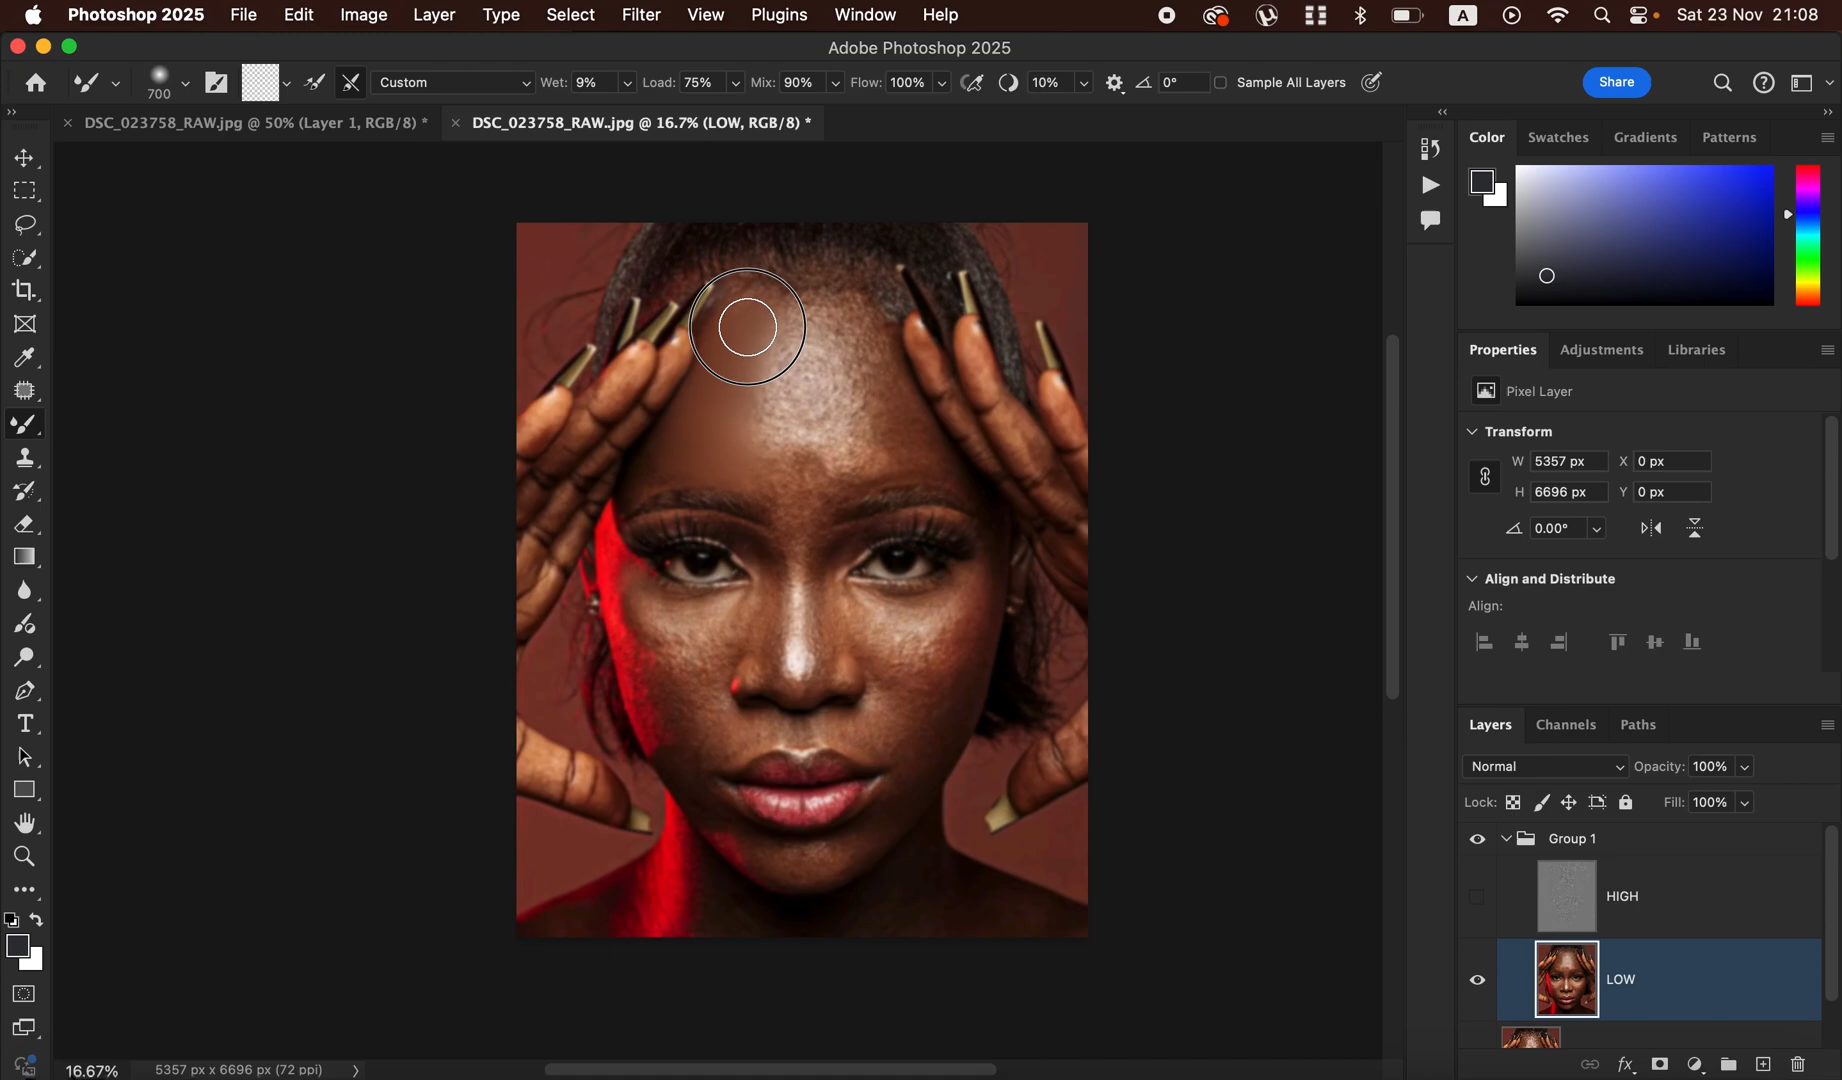 Photoshop 2025 File Edit Image Layer Type Select Filter View Plugins Window Help A Sat 23 Nov 21:08
Adobe Photoshop 2025
700 Custom Wet: 9% Load: 75% Mix: 90% Flow: 100% 10% 0° Sample All Layers Share
DSC_023758_RAW.jpg @ 50% (Layer 1, RGB/8) * DSC_023758_RAW..jpg @ 16.7% (LOW, RGB/8) *
Color Swatches Gradients Patterns
Properties Adjustments Libraries
Pixel Layer
Transform
W 5357 px X 0 px
H 6696 px Y 0 px
0.00°
Align and Distribute
Align:
Layers Channels Paths
Normal Opacity: 100%
Lock: Fill: 100%
Group 1
HIGH
LOW
16.67% 5357 px x 6696 px (72 ppi)